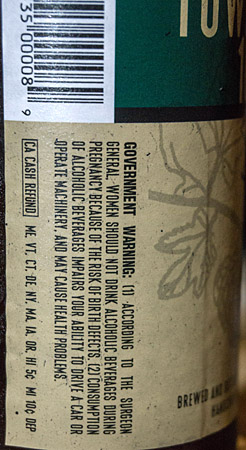 TOW
35 00008 9
GOVERNMENT WARNING: (1) ACCORDING TO THE SURGEON
GENERAL, WOMEN SHOULD NOT DRINK ALCOHOLIC BEVERAGES DURING
PREGNANCY BECAUSE OF THE RISK OF BIRTH DEFECTS. (2) CONSUMPTION
OF ALCOHOLIC BEVERAGES IMPAIRS YOUR ABILITY TO DRIVE A CAR OR
OPERATE MACHINERY, AND MAY CAUSE HEALTH PROBLEMS.
CA CASH REFUND ME, VT, CT, DE, NY, MA, IA, OR, HI 5¢ MI 10¢ DEP
BREWED AND